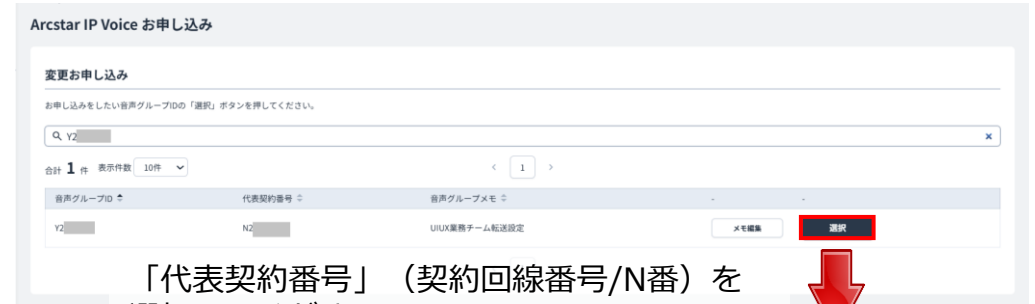 Arcstar IP Voice お申し込み
変更お申し込み
お申し込みをしたい音声グループIDの「選択」ボタンを押してください。
Y2
合計 1 件 表示件数 10件 1
音声グループID 代表契約番号 音声グループメモ - -
Y2 N2 UIUX業務チーム転送設定 メモ編集 選択
「代表契約番号」（契約回線番号/N番）を